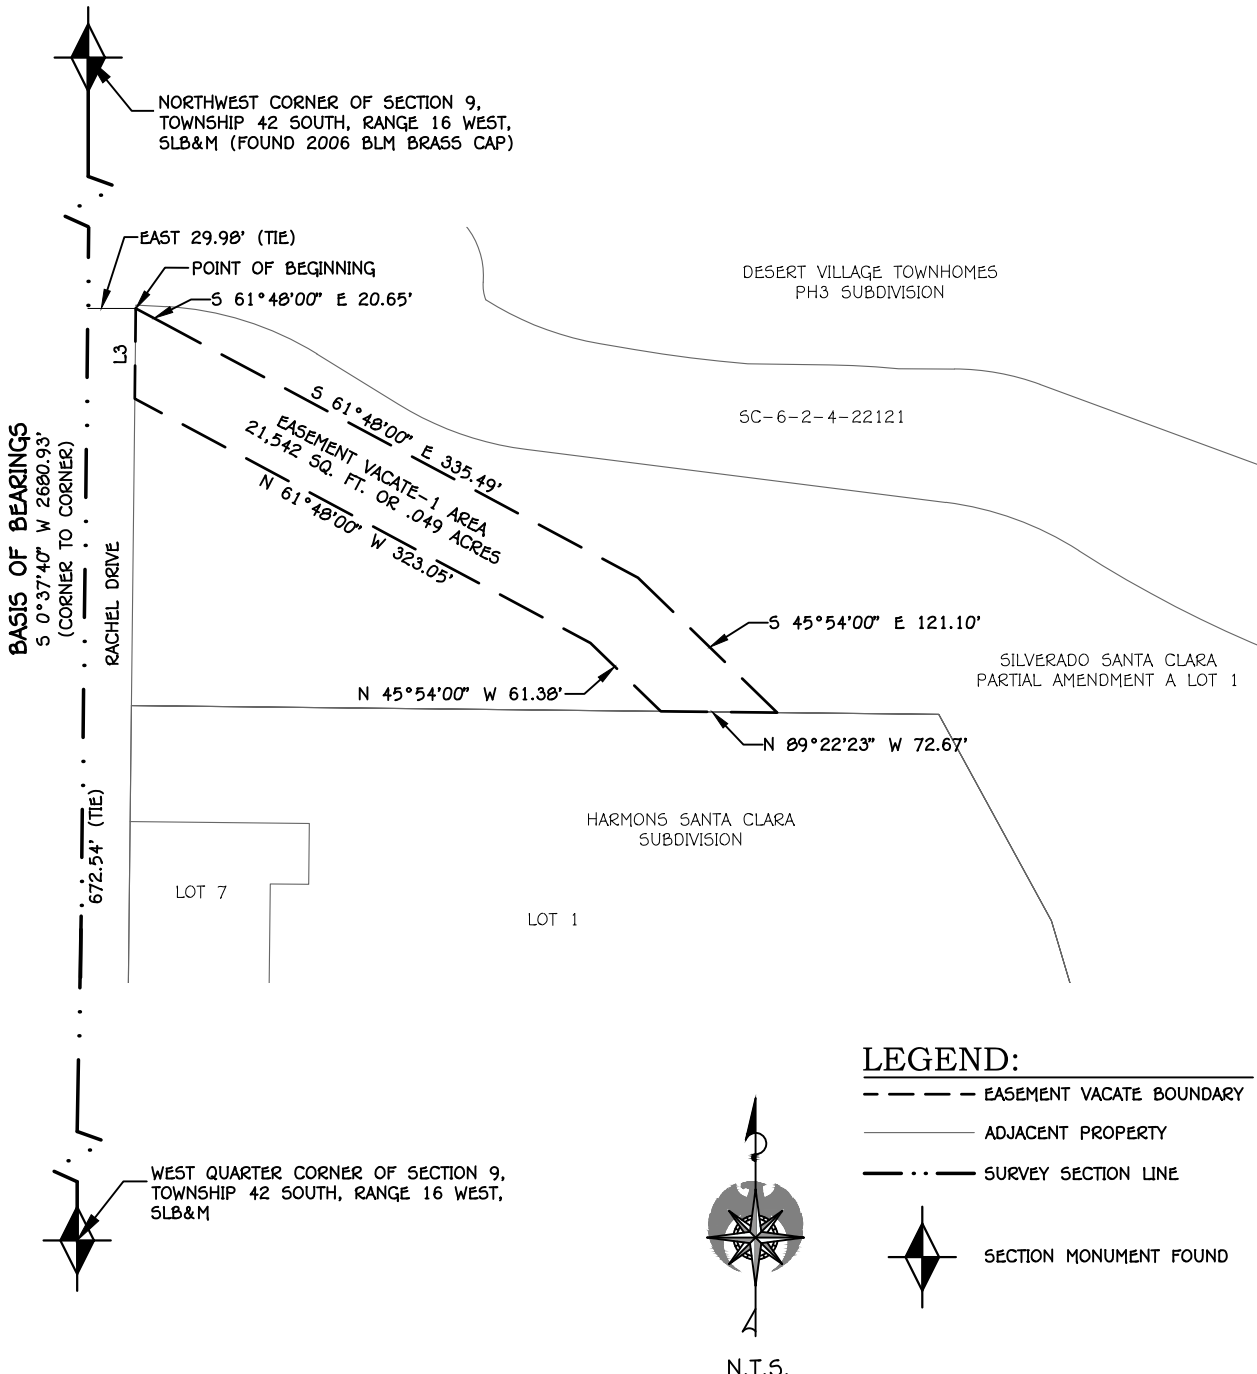 NORTHWEST CORNER OF SECTION 9,
TOWNSHIP 42 SOUTH, RANGE 16 WEST,
SLB&M (FOUND 2006 BLM BRASS CAP)
EAST 29.98' (TIE)
POINT OF BEGINNING
S 61°48'00" E 20.65'
L3
DESERT VILLAGE TOWNHOMES
PH3 SUBDIVISION
SC-6-2-4-22121
S 61°48'00" E 335.49'
EASEMENT VACATE-1 AREA
21,542 SQ. FT. OR .049 ACRES
N 61°48'00" W 323.05'
BASIS OF BEARINGS
S 0°37'40" W 2680.93'
(CORNER TO CORNER)
RACHEL DRIVE
S 45°54'00" E 121.10'
SILVERADO SANTA CLARA
PARTIAL AMENDMENT A LOT 1
N 45°54'00" W 61.38'
N 89°22'23" W 72.67'
672.54' (TIE)
HARMONS SANTA CLARA
SUBDIVISION
LOT 7
LOT 1
WEST QUARTER CORNER OF SECTION 9,
TOWNSHIP 42 SOUTH, RANGE 16 WEST,
SLB&M
LEGEND:
EASEMENT VACATE BOUNDARY
ADJACENT PROPERTY
SURVEY SECTION LINE
SECTION MONUMENT FOUND
N.T.S.